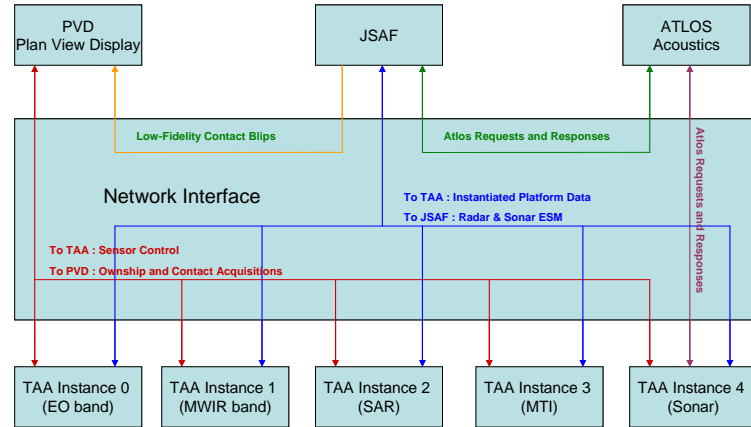 PVD
Plan View Display
JSAF
ATLOS
Acoustics
Low-Fidelity Contact Blips
Atlos Requests and Responses
Atlos Requests and Responses
Network Interface
To TAA : Instantiated Platform Data
To JSAF : Radar & Sonar ESM
To TAA : Sensor Control
To PVD : Ownship and Contact Acquisitions
TAA Instance 0
(EO band)
TAA Instance 1
(MWIR band)
TAA Instance 2
(SAR)
TAA Instance 3
(MTI)
TAA Instance 4
(Sonar)